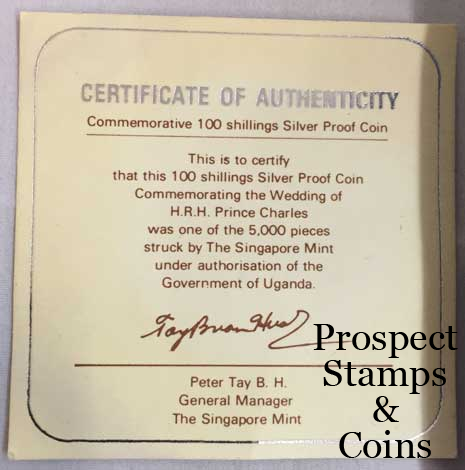 CERTIFICATE OF AUTHENTICITY
Commemorative 100 shillings Silver Proof Coin
This is to certify
that this 100 shillings Silver Proof Coin
Commemorating the Wedding of
H.R.H. Prince Charles
was one of the 5,000 pieces
struck by The Singapore Mint
under authorisation of the
Government of Uganda.
Peter Tay B. H.
General Manager
The Singapore Mint
Prospect
Stamps
&
Coins